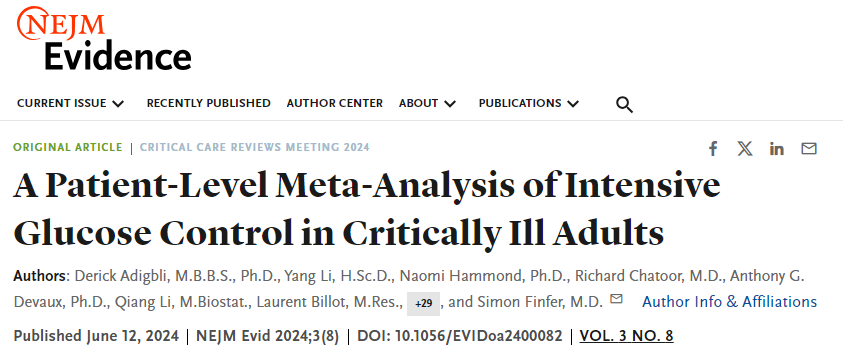 NEJM
Evidence
CURRENT ISSUE RECENTLY PUBLISHED AUTHOR CENTER ABOUT PUBLICATIONS
ORIGINAL ARTICLE | CRITICAL CARE REVIEWS MEETING 2024
A Patient-Level Meta-Analysis of Intensive
Glucose Control in Critically Ill Adults
Authors: Derick Adigbli, M.B.B.S., Ph.D., Yang Li, H.Sc.D., Naomi Hammond, Ph.D., Richard Chatoor, M.D., Anthony G.
Devaux, Ph.D., Qiang Li, M.Biostat., Laurent Billot, M.Res., +29 , and Simon Finfer, M.D. Author Info & Affiliations
Published June 12, 2024 | NEJM Evid 2024;3(8) | DOI: 10.1056/EVIDoa2400082 | VOL. 3 NO. 8